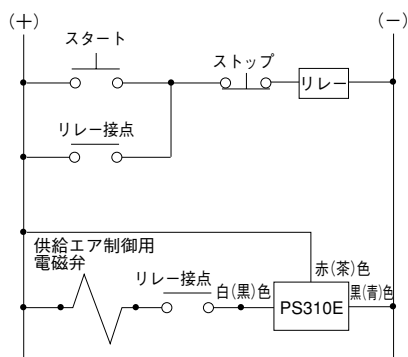 (+)
(−)
スタート
ストップ
リレー
リレー接点
供給エア制御用
電磁弁
リレー接点
白(黒)色
赤(茶)色
黒(青)色
PS310E